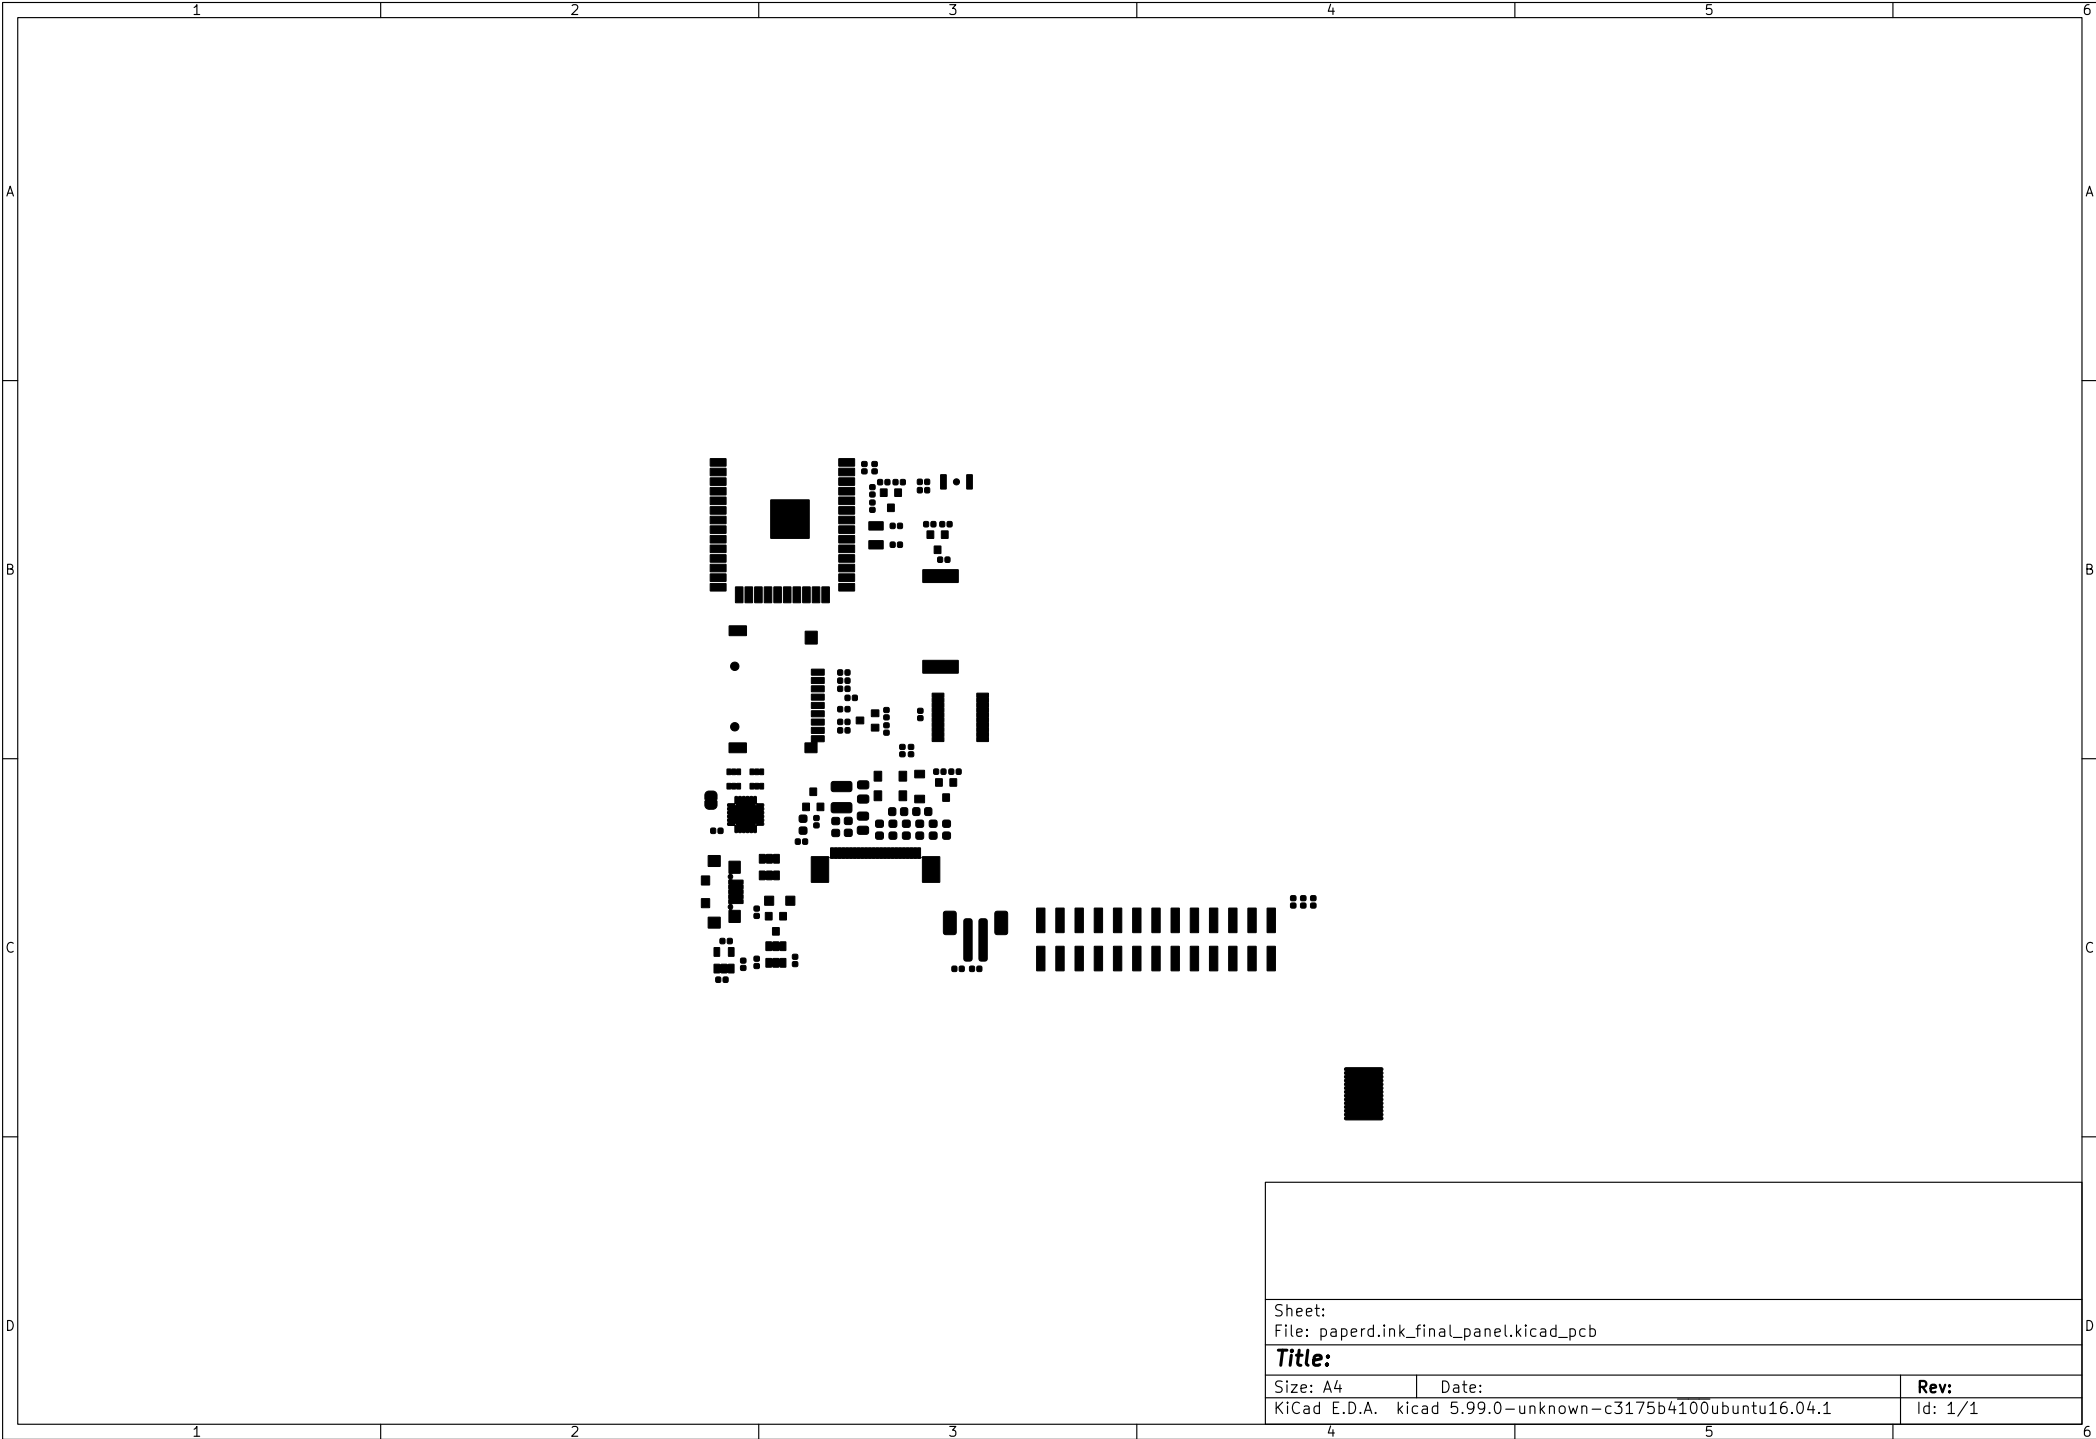 1 2 3 4 5 6
A A
B B
C C
D D
Sheet:
File: paperd.ink_final_panel.kicad_pcb
Title:
Size: A4 Date: Rev:
KiCad E.D.A. kicad 5.99.0-unknown-c3175b4100ubuntu16.04.1 Id: 1/1
1 2 3 4 5 6